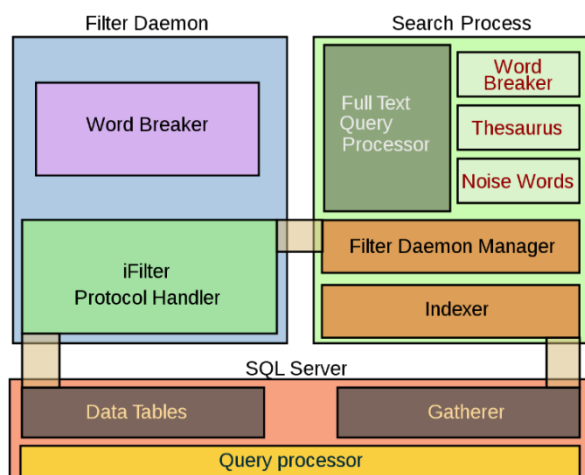 Filter Daemon
Search Process
Word Breaker
Full Text
Query
Processor
Word
Breaker
Thesaurus
Noise Words
iFilter
Protocol Handler
Filter Daemon Manager
Indexer
SQL Server
Data Tables
Gatherer
Query processor